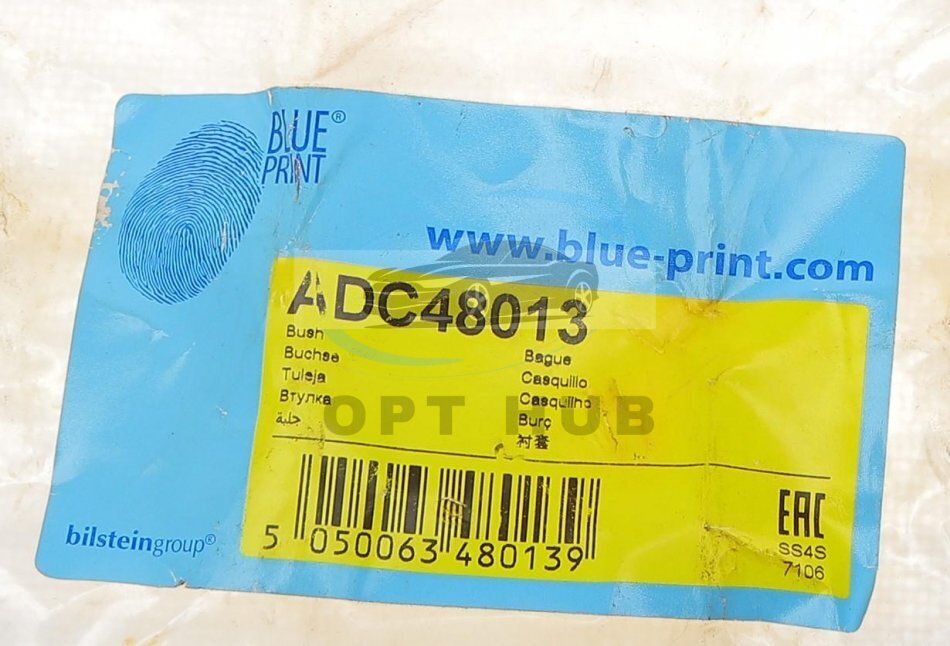 BLUE®
PRINT
www.blue-print.com
ADC48013
Bush
Buchse
Tuleja
Втулка
جلبة
Bague
Casquillo
Casquilho
Burç
衬套
OPT HUB
5 050063 480139
EAC
SS4S
7106
bilsteingroup®